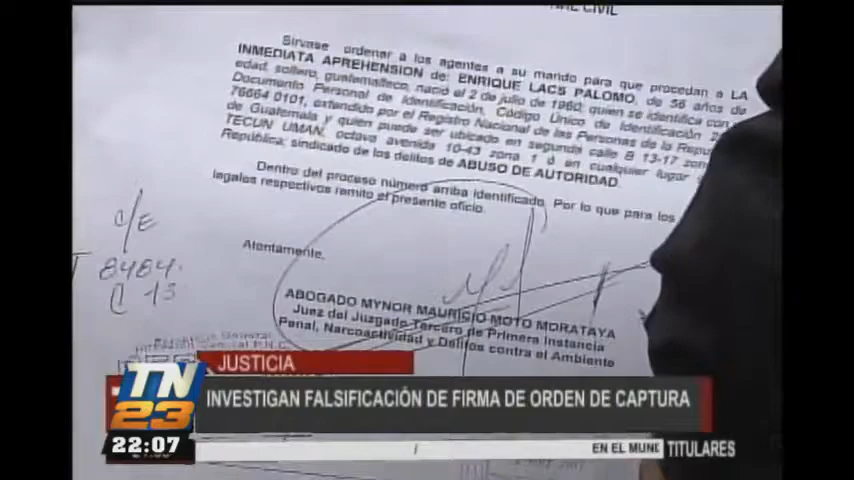 CIVIL
Sírvase ordenar a los agentes a su mando para que procedan a LA
INMEDIATA APREHENSION de: ENRIQUE LACS PALOMO, de 56 años de
edad, soltero, guatemalteco, nació el 2 de julio de 1960; quien se identifica con
Documento Personal de Identificación, Código Único de Identificación
76664 0101, extendido por el Registro Nacional de las Personas de la
de Guatemala y quien puede ser ubicado en segunda calle B 13-17
TECUN UMAN, octava avenida 10-43 zona 1 ó en cualquier lugar
República; sindicado de los delitos de ABUSO DE AUTORIDAD.
Dentro del proceso número arriba identificado. Por lo que para los
legales respectivos remito el presente oficio.
c/E
8484.
C 13
Atentamente,
ABOGADO MYNOR MAURICIO MOTO MORATAYA
Juez del Juzgado Tercero de Primera Instancia
Penal, Narcoactividad y Delitos contra el Ambiente
JUSTICIA
TN
23
INVESTIGAN FALSIFICACIÓN DE FIRMA DE ORDEN DE CAPTURA
22:07
EN EL MUND
TITULARES